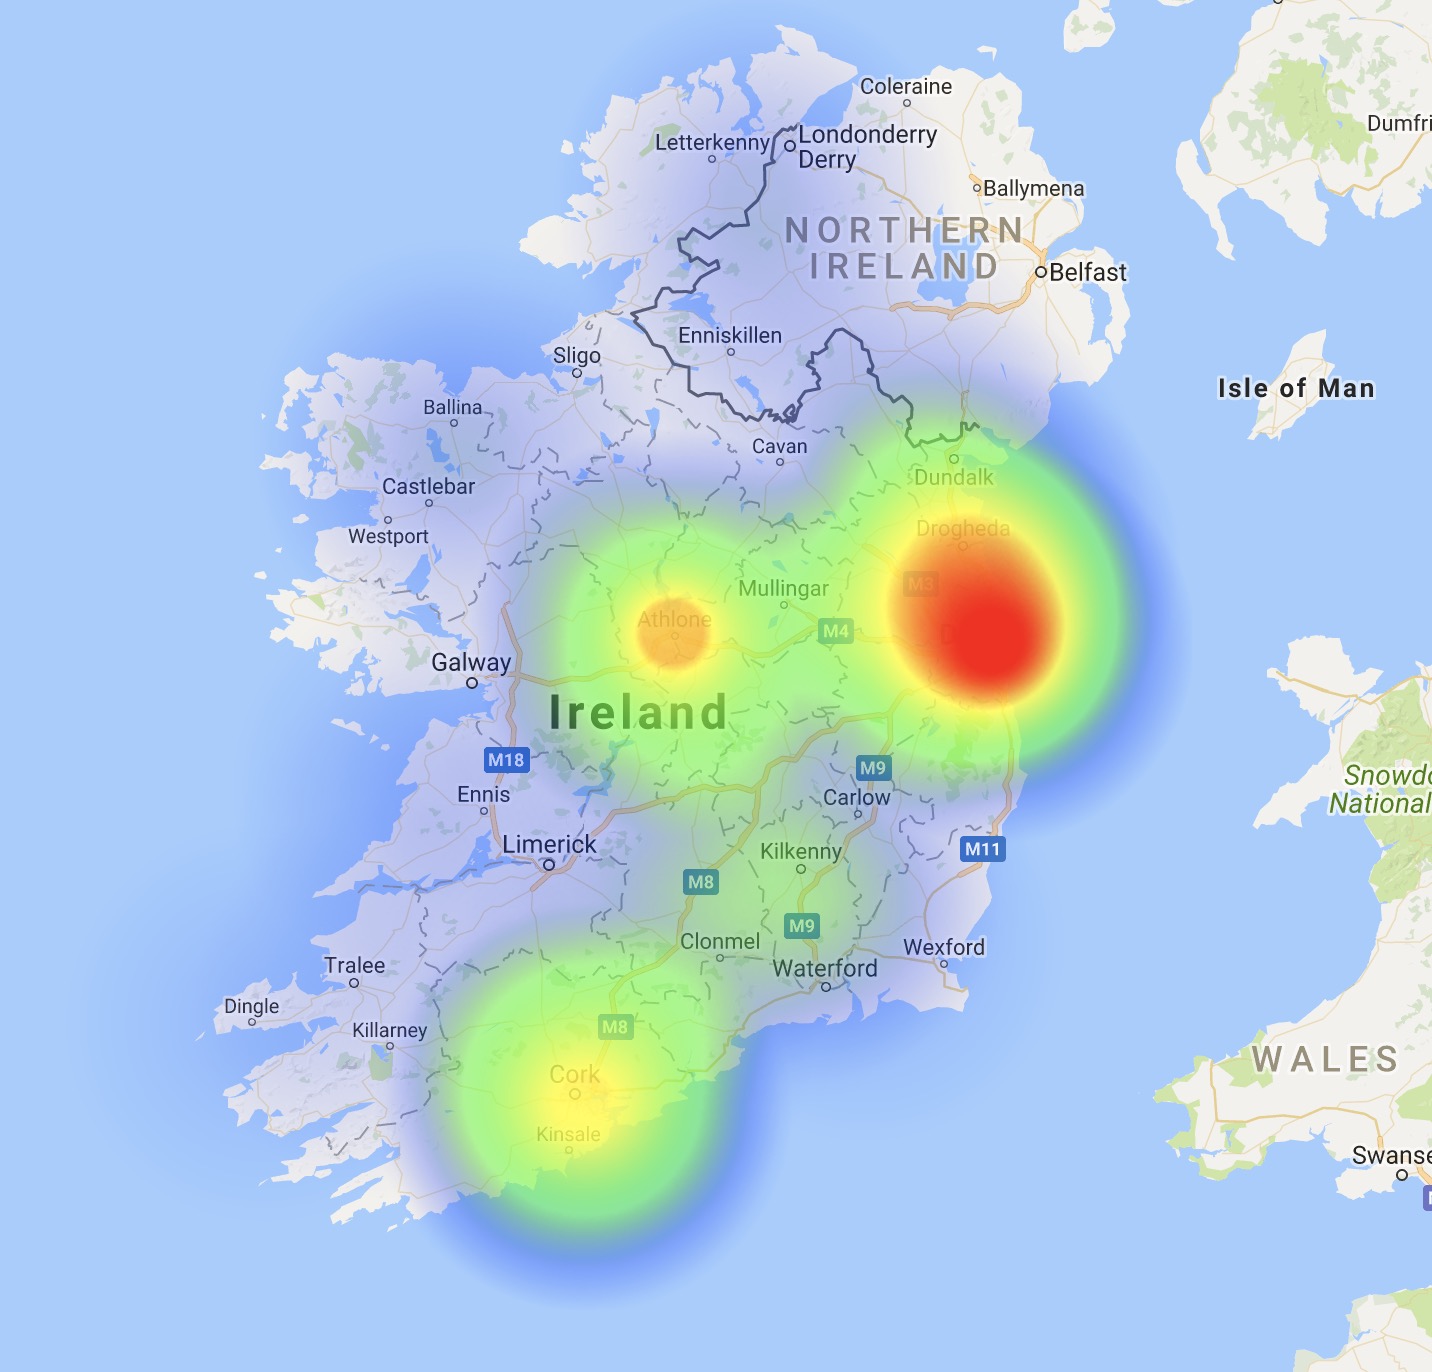 Coleraine
Dumfri
Letterkenny
Londonderry
Derry
Ballymena
NORTHERN
IRELAND
Belfast
Enniskillen
Sligo
Isle of Man
Ballina
Cavan
Dundalk
Castlebar
Westport
Drogheda
M3
Mullingar
Athlone
M4
Galway
Ireland
M18
M9
Snowdo
National
Ennis
Carlow
Limerick
Kilkenny
M11
M8
M9
Clonmel
Wexford
Tralee
Waterford
Dingle
Killarney
M8
WALES
Cork
Kinsale
Swanse